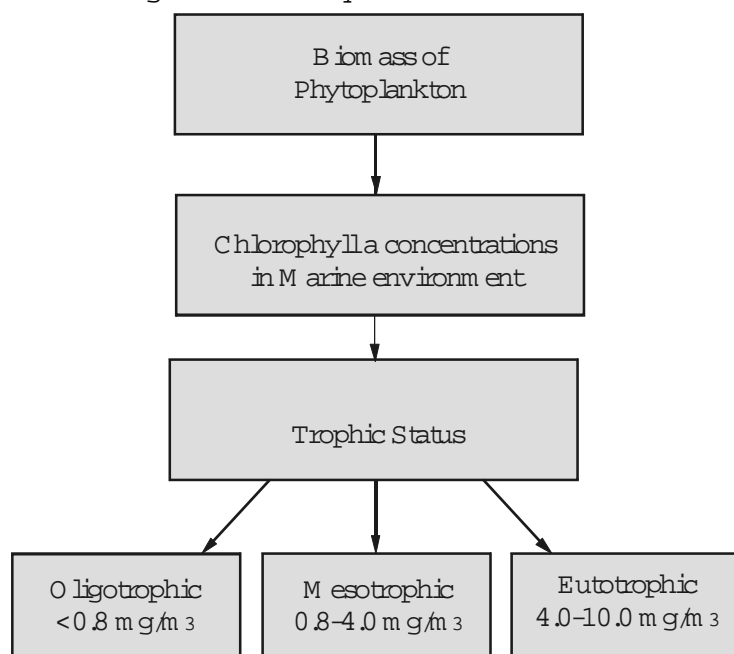 Biomass of
Phytoplankton
Chlorophylla concentrations
in Marine environment
Trophic Status
Oligotrophic
<0.8 mg/m3
Mesotrophic
0.8-4.0 mg/m3
Eutotrophic
4.0-10.0 mg/m3